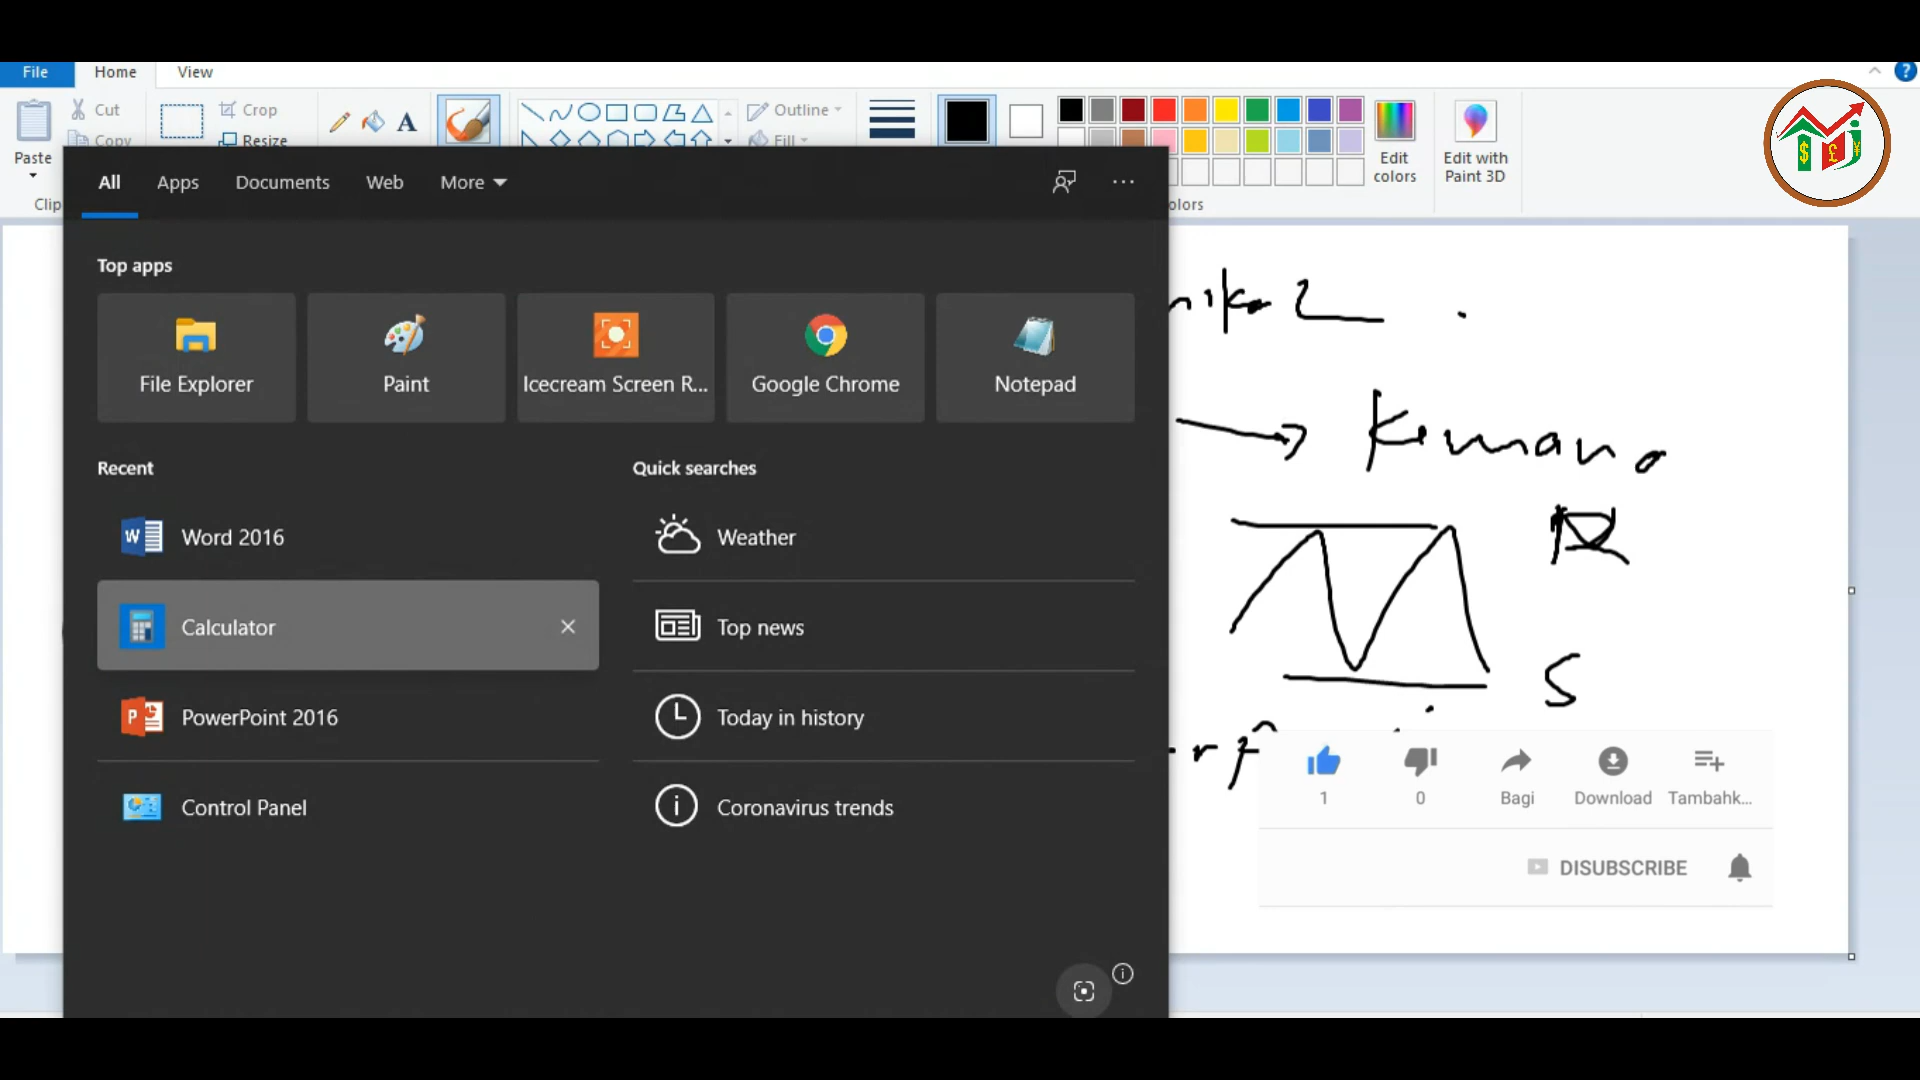 File Home View
Cut
Copy
Paste
Crop
Resize
A
Outline
Fill
Edit colors
Edit with Paint 3D
Clip
olors
All Apps Documents Web More
Top apps
File Explorer
Paint
Icecream Screen R...
Google Chrome
Notepad
Recent
Quick searches
Word 2016
Weather
Calculator
Top news
PowerPoint 2016
Today in history
Control Panel
Coronavirus trends
Kemana
R
S
1
0
Bagi
Download
Tambahk...
DISUBSCRIBE